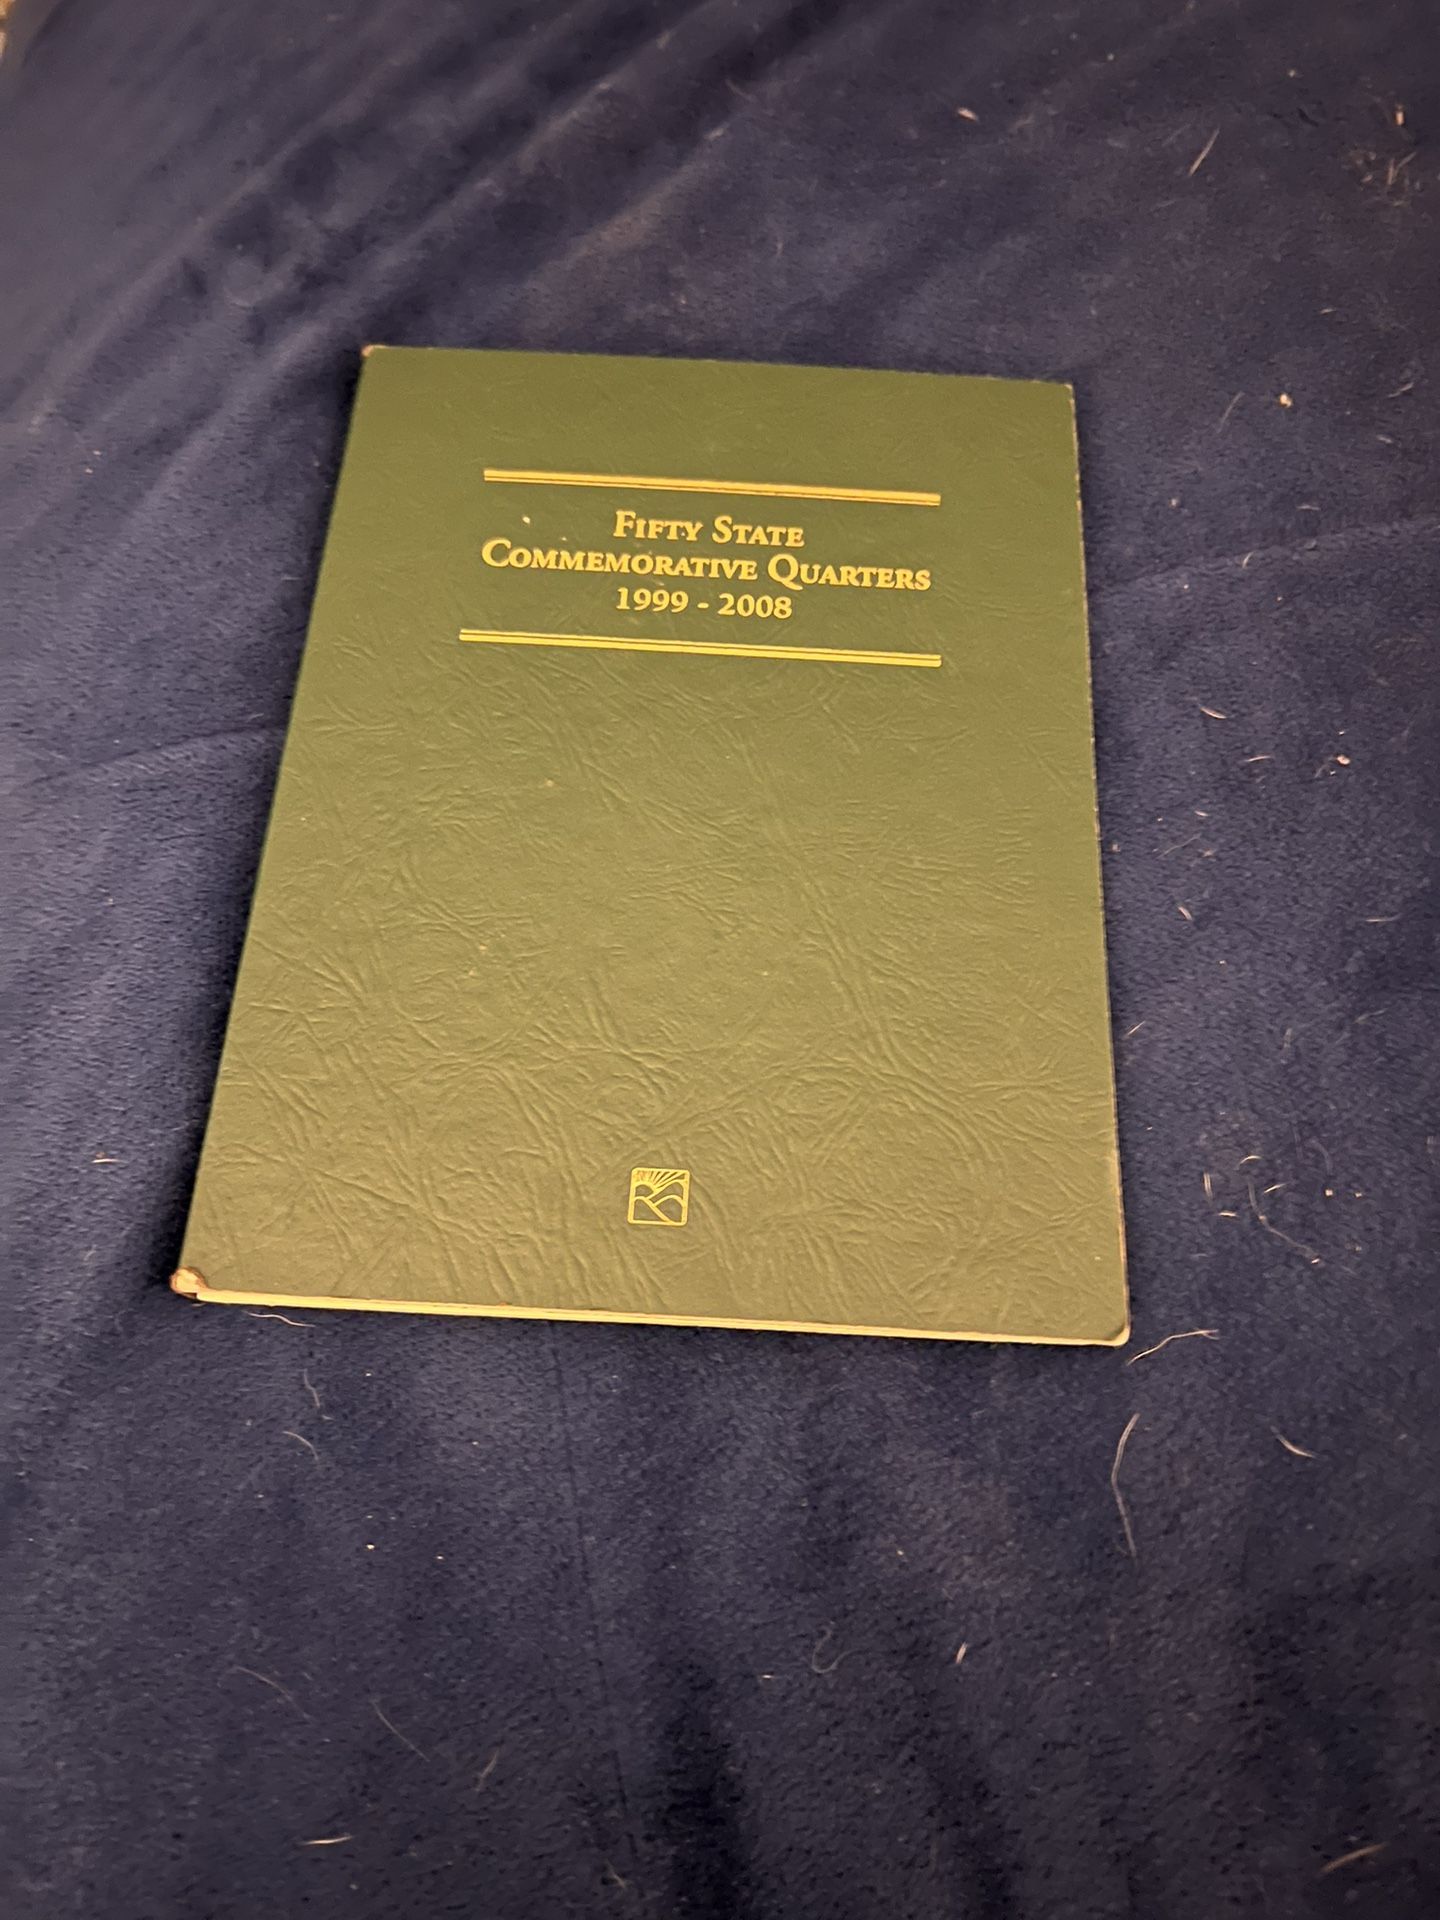 Fifty State
Commemorative Quarters
1999 - 2008